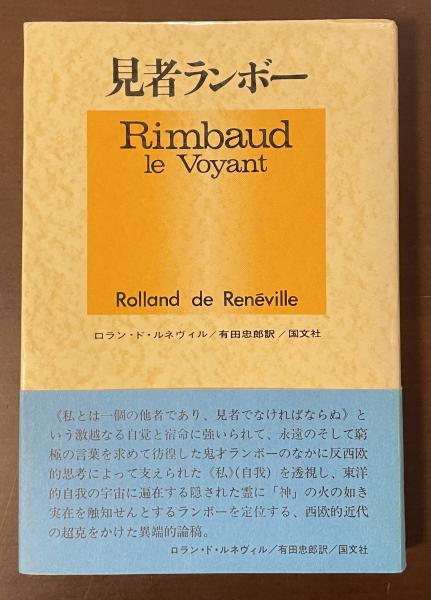 見者ランボー
Rimbaud
le Voyant
Rolland de Renéville
ロラン・ド・ルネヴィル／有田忠郎訳／国文社
《私とは一個の他者であり、見者でなければならぬ》と
いう激越なる自覚と宿命に強いられて、永遠のそして窮
極の言葉を求めて彷徨した鬼才ランボーのなかに反西欧
的思考によって支えられた《私》(自我）を透視し、東洋
的自我の宇宙に遍在する隠された霊に「神」の火の如き
実在を触知せんとするランボーを定位する、西欧的近代
の超克をかけた異端的論稿。
ロラン・ド・ルネヴィル／有田忠郎訳／国文社